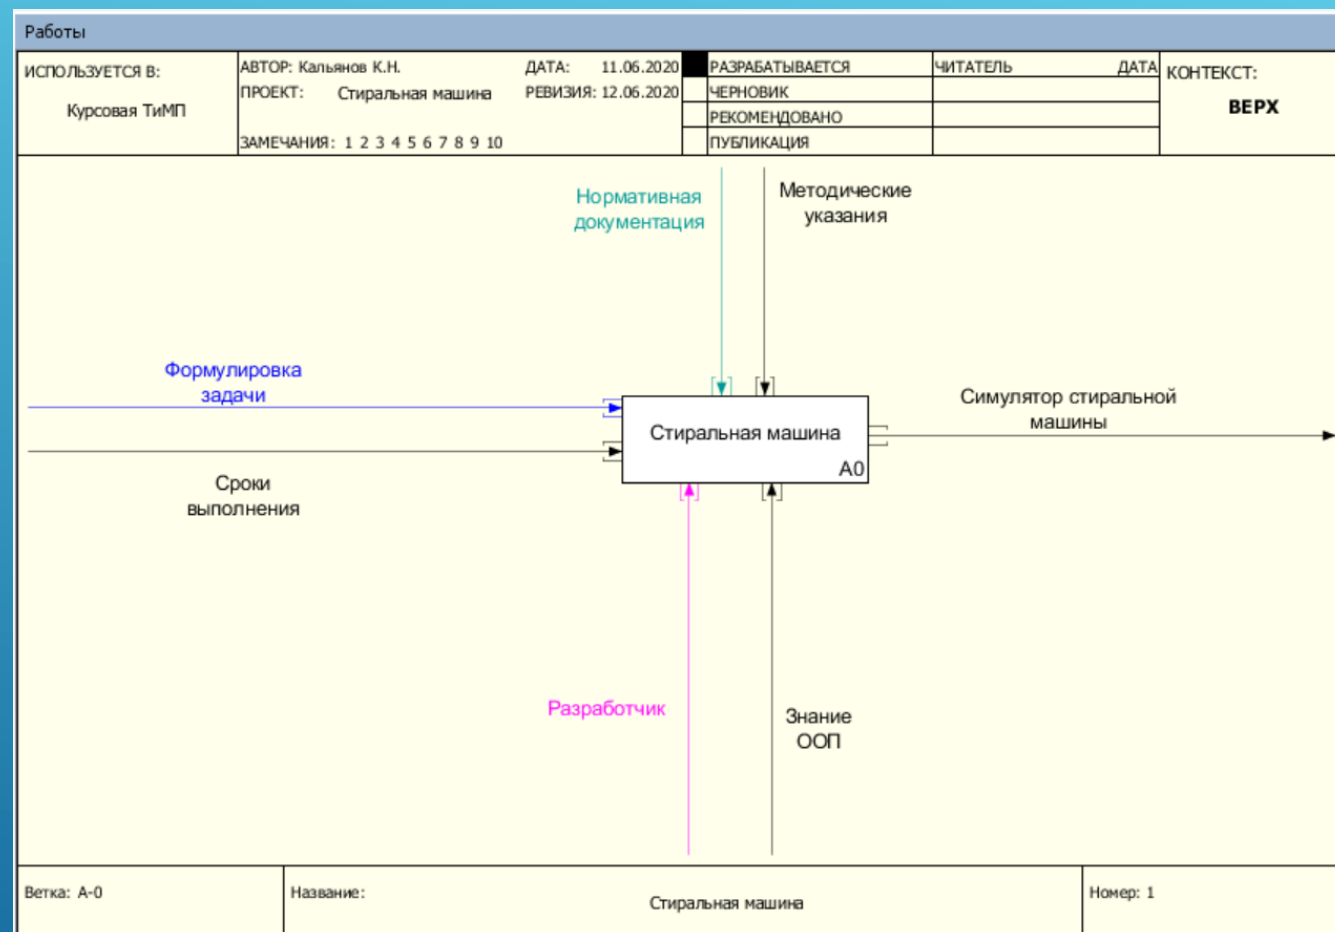 Работы
ИСПОЛЬЗУЕТСЯ В:
Курсовая ТиМП
АВТОР: Кальянов К.Н.
ДАТА: 11.06.2020
ПРОЕКТ: Стиральная машина
РЕВИЗИЯ: 12.06.2020
ЗАМЕЧАНИЯ: 1 2 3 4 5 6 7 8 9 10
РАЗРАБАТЫВАЕТСЯ
ЧЕРНОВИК
РЕКОМЕНДОВАНО
ПУБЛИКАЦИЯ
ЧИТАТЕЛЬ
ДАТА
КОНТЕКСТ:
ВЕРХ
Нормативная
документация
Методические
указания
Формулировка
задачи
Сроки
выполнения
Стиральная машина
A0
Симулятор стиральной
машины
Разработчик
Знание
ООП
Ветка: A-0
Название:
Стиральная машина
Номер: 1